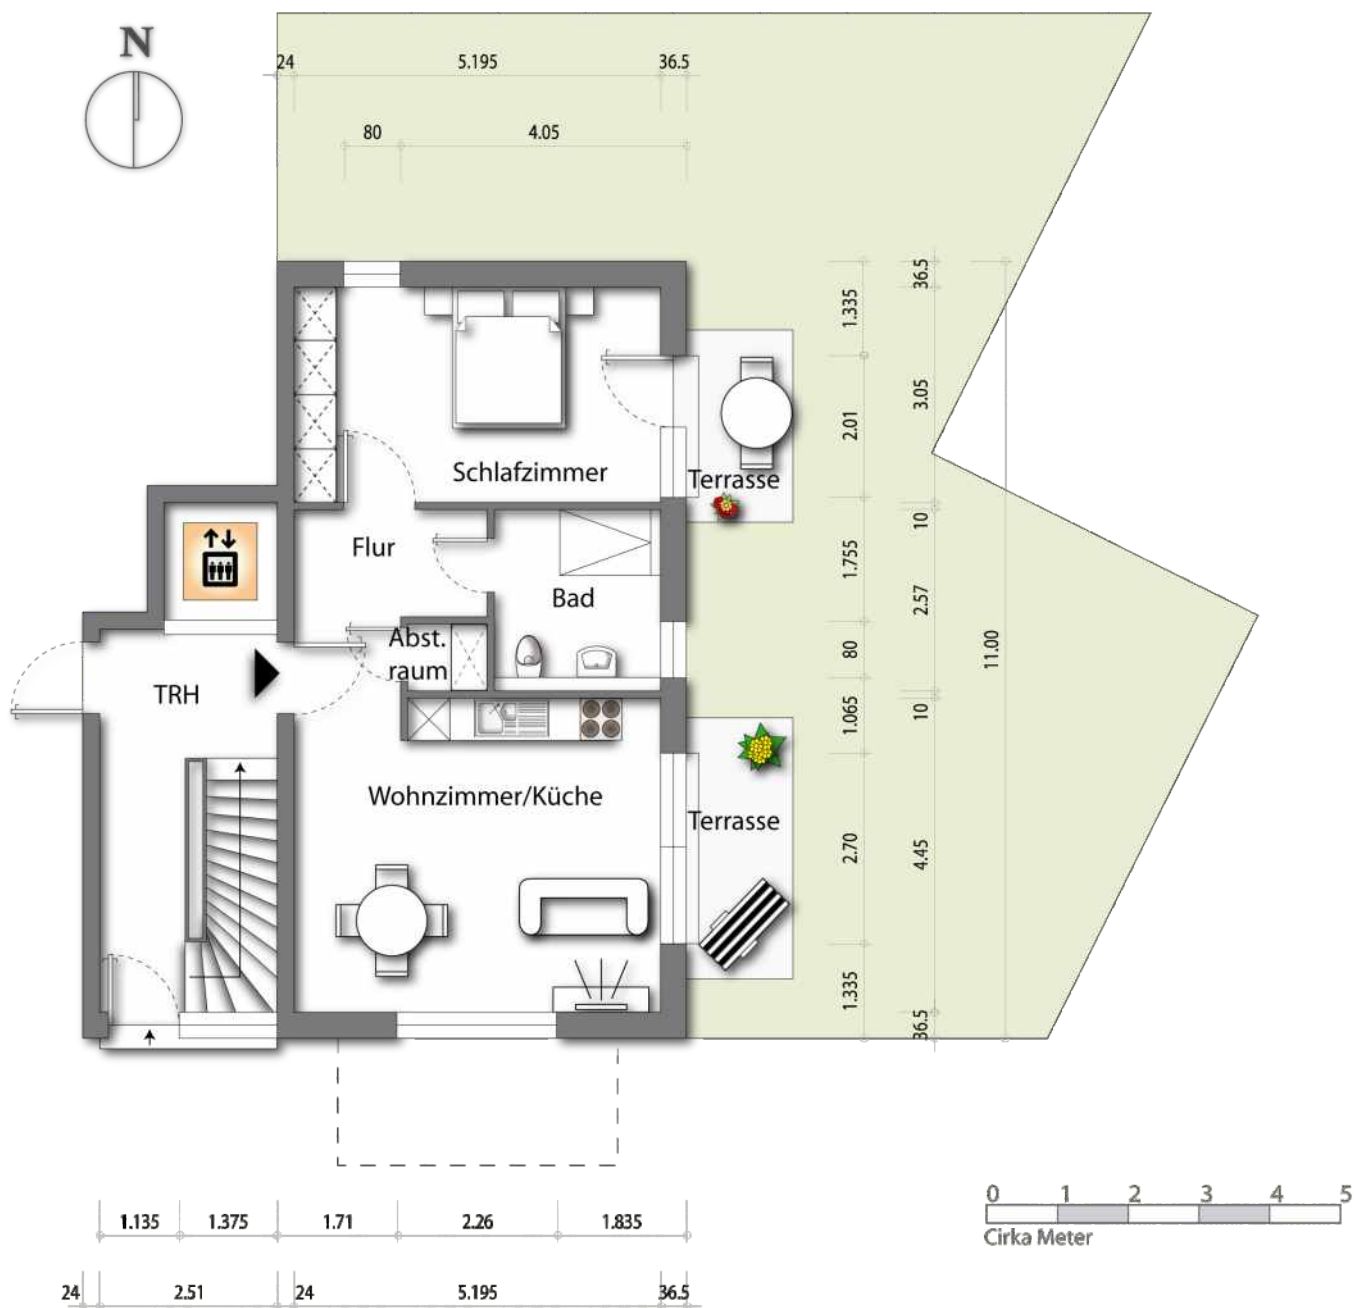 N
24
5.195
36.5
80
4.05
36.5
1.335
3.05
2.01
Schlafzimmer
Terrasse
10
Flur
1.755
2.57
Bad
Abst.
raum
80
11.00
TRH
10
1.065
Wohnzimmer/Küche
Terrasse
2.70
4.45
1.335
36.5
0 1 2 3 4 5
Cirka Meter
1.135
1.375
1.71
2.26
1.835
24
2.51
24
5.195
36.5